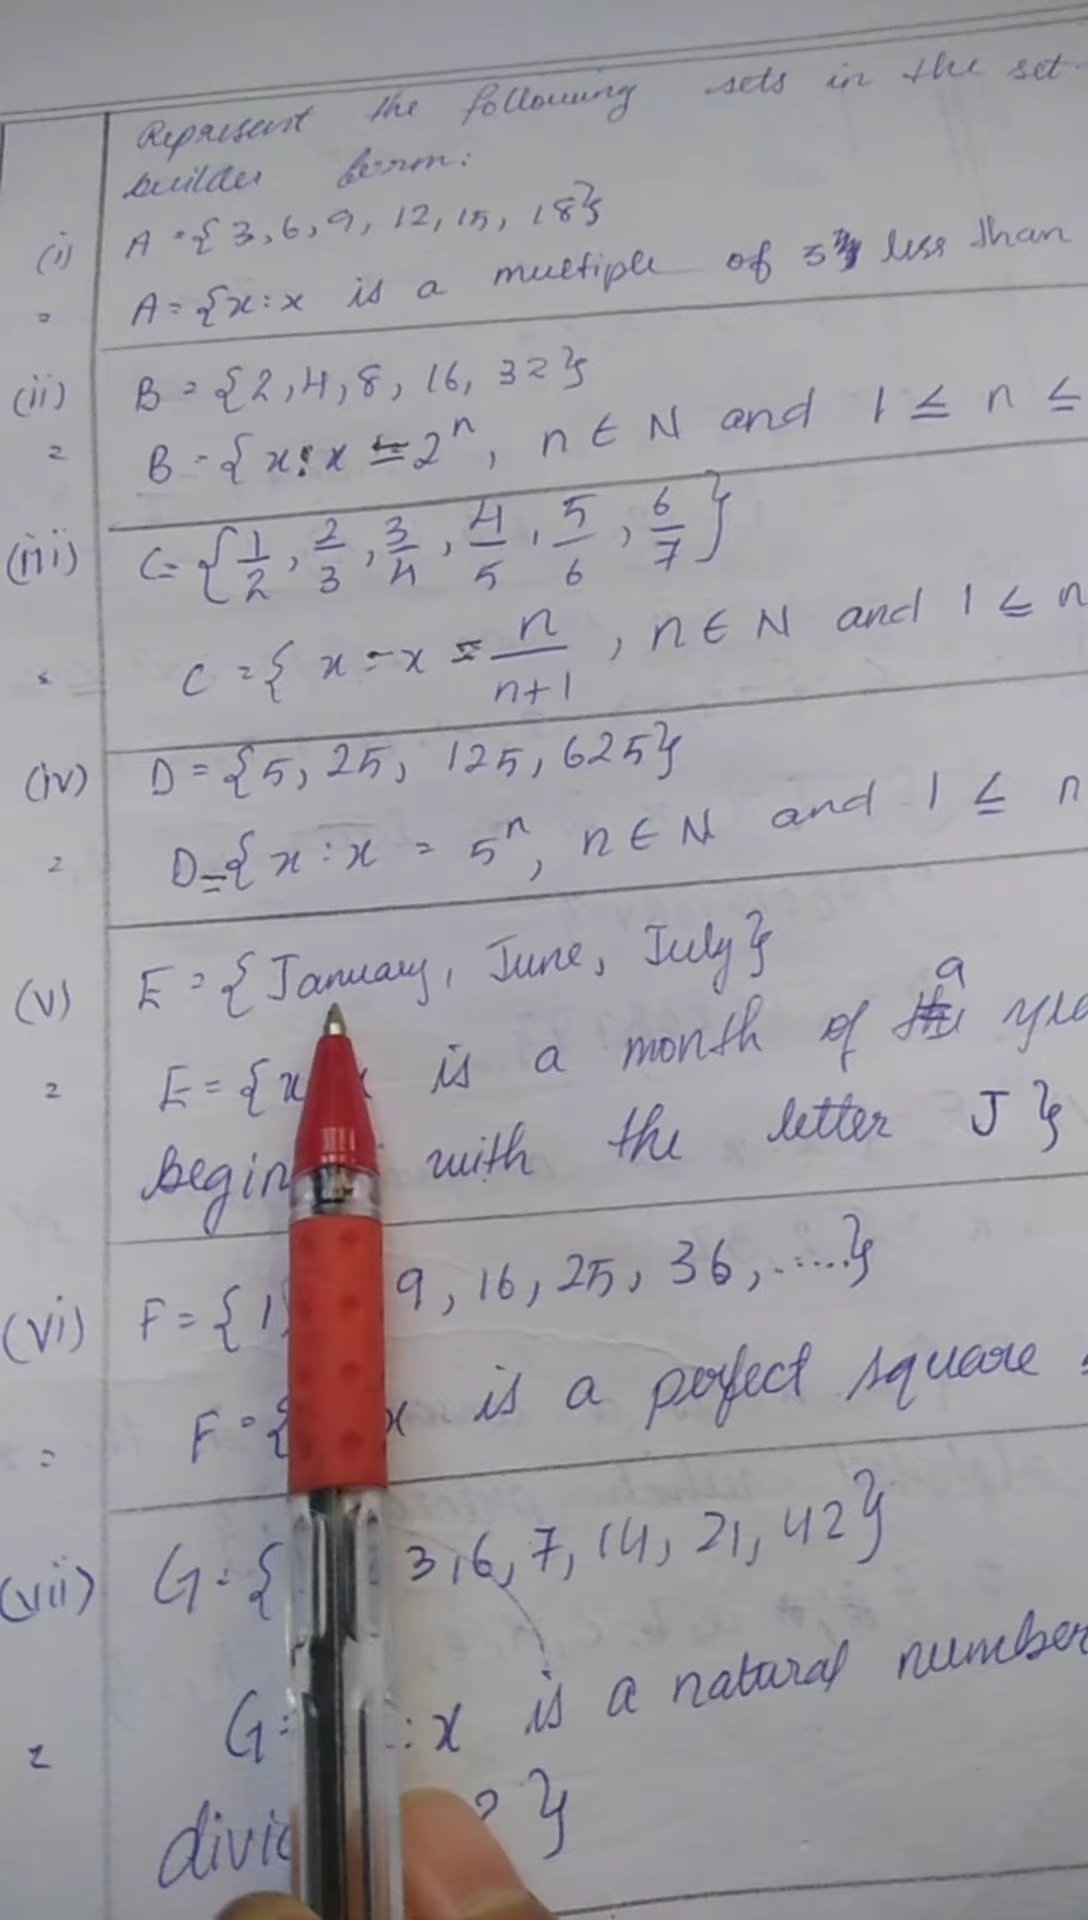 Represent the following sets in the set-
builder form:
(i) A = {3, 6, 9, 12, 15, 18}
= A = {x : x is a multiple of 3 less than
(ii) B = {2, 4, 8, 16, 32}
= B = {x : x = 2ⁿ, n ∈ N and 1 ≤ n ≤
(iii) C = {1/2, 2/3, 3/4, 4/5, 5/6, 6/7}
= C = {x - x = n/n+1, n ∈ N and 1 ≤ n
(iv) D = {5, 25, 125, 625}
= D = {x : x = 5ⁿ, n ∈ N and 1 ≤ n
(v) E = {January, June, July}
= E = {x is a month of a
with the letter J}
(vi) F = {1, 9, 16, 25, 36, .....}
= F = { x is a perfect square
(vii) G = { 3, 6, 7, 14, 21, 42}
= G = : x is a natural number
}